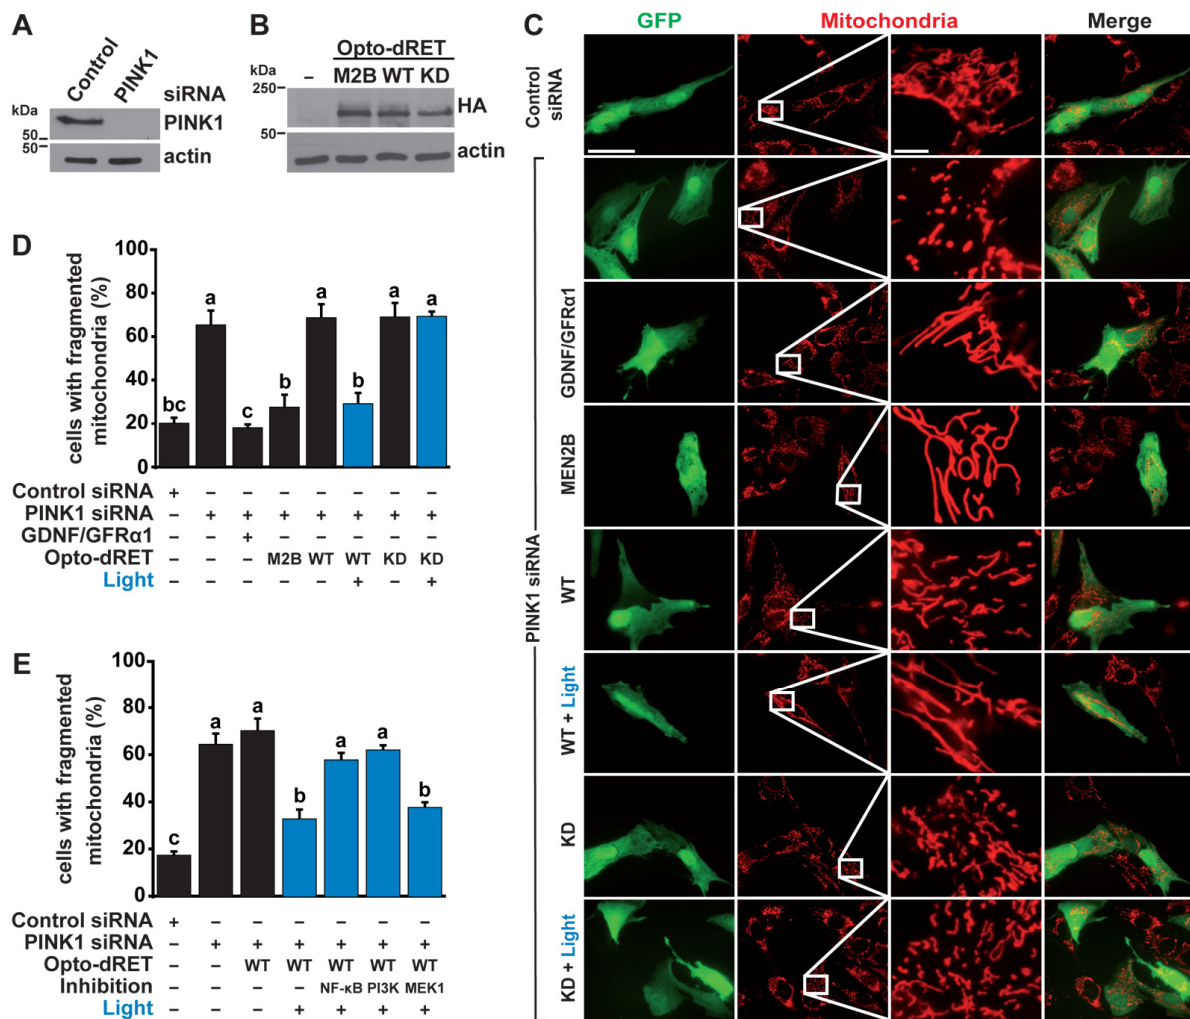 A
Control
PINK1
siRNA
kDa
PINK1
50
50
actin
B
Opto-dRET
kDa
– M2B WT KD
250
HA
50
actin
C
GFP
Mitochondria
Merge
Control
siRNA
PINK1 siRNA
GDNF/GFRα1
MEN2B
WT
WT + Light
KD
KD + Light
D
cells with fragmented
mitochondria (%)
100
80
60
40
20
0
bc a c b a b a a
Control siRNA + – – – – – – –
PINK1 siRNA – + + + + + + +
GDNF/GFRα1 – – + – – – – –
Opto-dRET – – – M2B WT WT KD KD
Light – – – – – + – +
E
cells with fragmented
mitochondria (%)
100
80
60
40
20
0
c a a b a a b
Control siRNA + – – – – – –
PINK1 siRNA – + + + + + +
Opto-dRET – – WT WT WT WT WT
Inhibition – – – – NF-κB PI3K MEK1
Light – – – + + + +